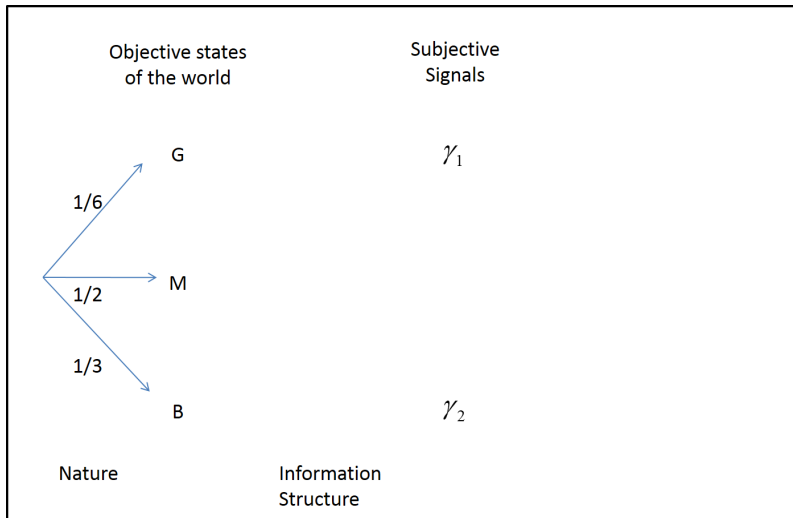 Objective states
of the world
Subjective
Signals
G
γ₁
1/6
M
1/2
1/3
B
γ₂
Nature
Information
Structure